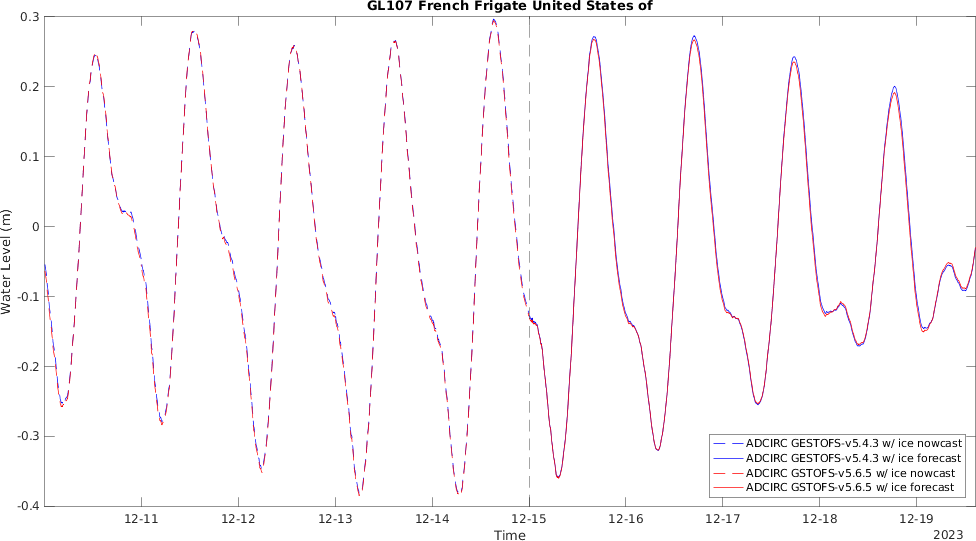 GL107 French Frigate United States of
0.3
0.2
0.1
0
-0.1
-0.2
-0.3
-0.4
Water Level (m)
ADCIRC GESTOFS-v5.4.3 w/ ice nowcast
ADCIRC GESTOFS-v5.4.3 w/ ice forecast
ADCIRC GSTOFS-v5.6.5 w/ ice nowcast
ADCIRC GSTOFS-v5.6.5 w/ ice forecast
12-11 12-12 12-13 12-14 12-15 12-16 12-17 12-18 12-19
Time
2023